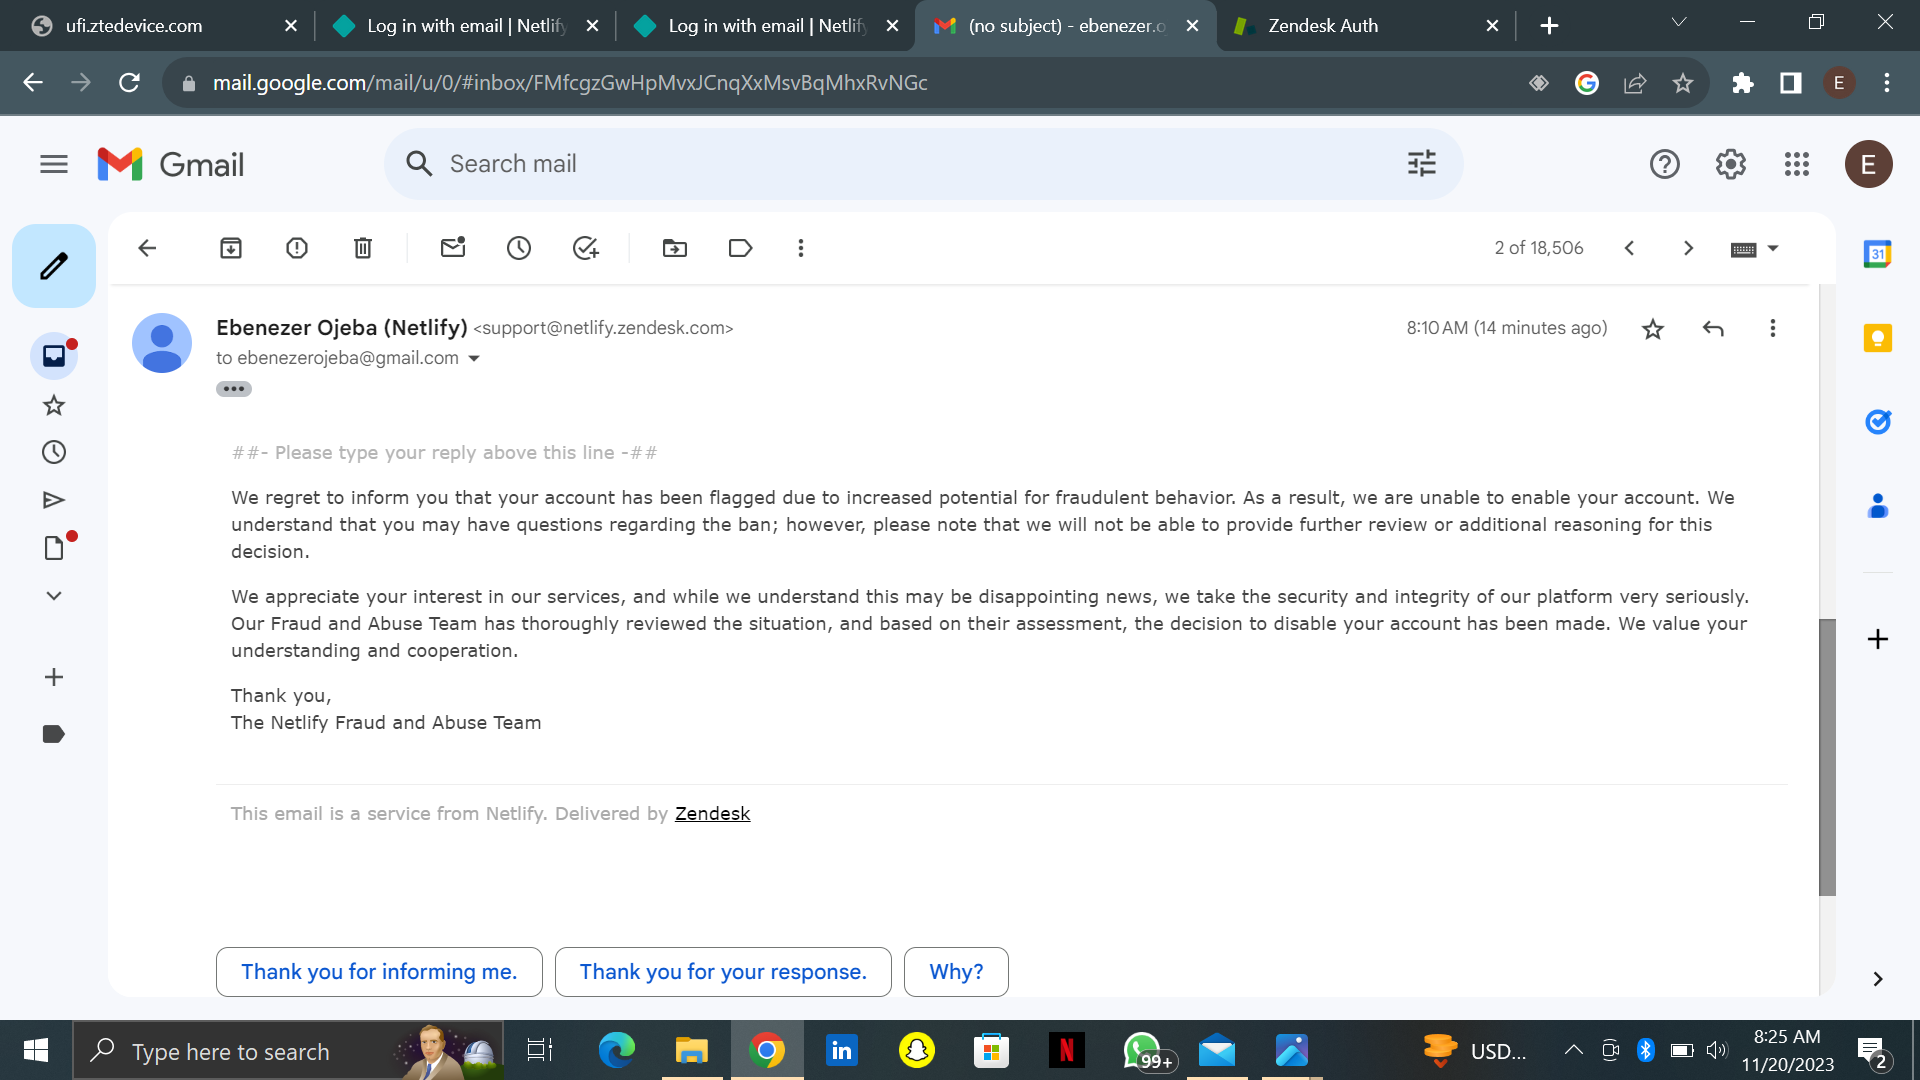 ufi.ztedevice.com
Log in with email | Netlify
Log in with email | Netlify
(no subject) - ebenezer.o
Zendesk Auth
mail.google.com/mail/u/0/#inbox/FMfcgzGwHpMvxJCnqXxMsvBqMhxRvNGc
E
Gmail
Search mail
E
2 of 18,506
31
Ebenezer Ojeba (Netlify) <support@netlify.zendesk.com>
8:10 AM (14 minutes ago)
to ebenezerojeba@gmail.com
##- Please type your reply above this line -##
We regret to inform you that your account has been flagged due to increased potential for fraudulent behavior. As a result, we are unable to enable your account. We
understand that you may have questions regarding the ban; however, please note that we will not be able to provide further review or additional reasoning for this
decision.
We appreciate your interest in our services, and while we understand this may be disappointing news, we take the security and integrity of our platform very seriously.
Our Fraud and Abuse Team has thoroughly reviewed the situation, and based on their assessment, the decision to disable your account has been made. We value your
understanding and cooperation.
Thank you,
The Netlify Fraud and Abuse Team
This email is a service from Netlify. Delivered by Zendesk
Thank you for informing me.
Thank you for your response.
Why?
Type here to search
in
N
99+
USD...
8:25 AM
11/20/2023
2